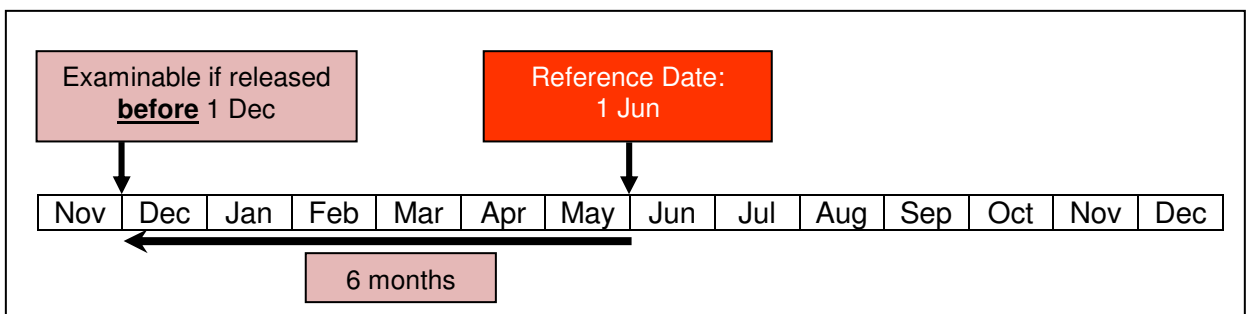 Examinable if released
before 1 Dec
Reference Date:
1 Jun
Nov Dec Jan Feb Mar Apr May Jun Jul Aug Sep Oct Nov Dec
6 months